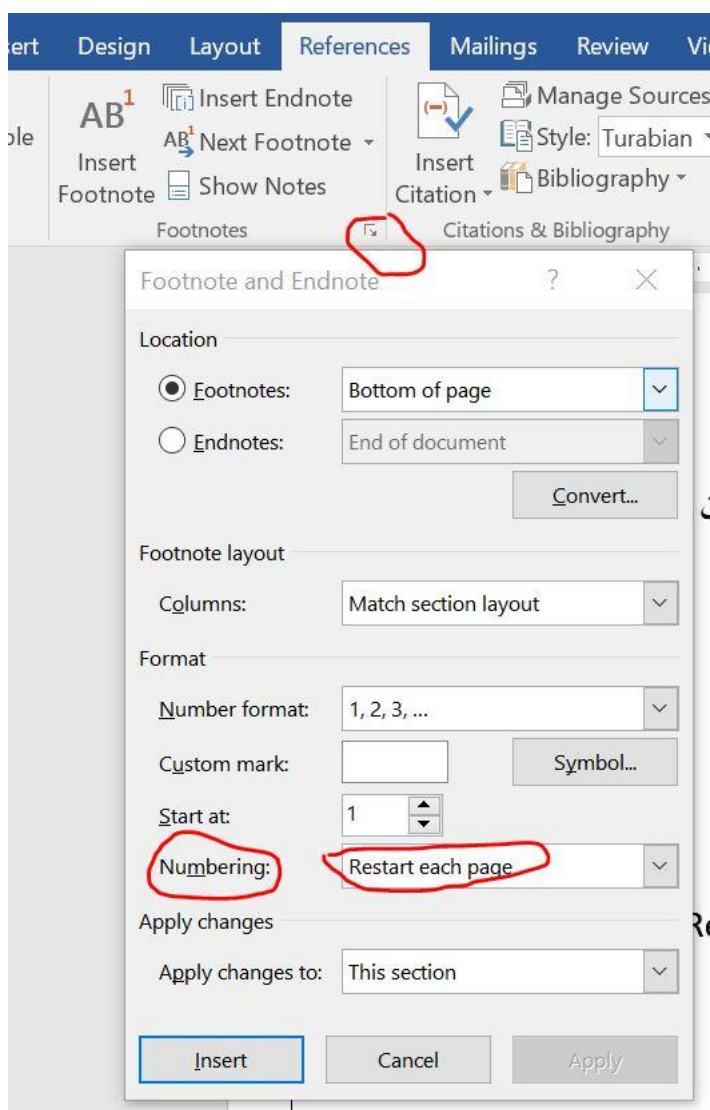 Design Layout References Mailings Review
AB1 Insert Endnote Manage Sources
AB1 Next Footnote Style: Turabian
Insert Footnote Show Notes Insert Citation Bibliography
Footnotes Citations & Bibliography
Footnote and Endnote ?
Location
Footnotes: Bottom of page
Endnotes: End of document
Convert...
Footnote layout
Columns: Match section layout
Format
Number format: 1, 2, 3, ...
Custom mark: Symbol...
Start at: 1
Numbering: Restart each page
Apply changes
Apply changes to: This section
Insert Cancel Apply